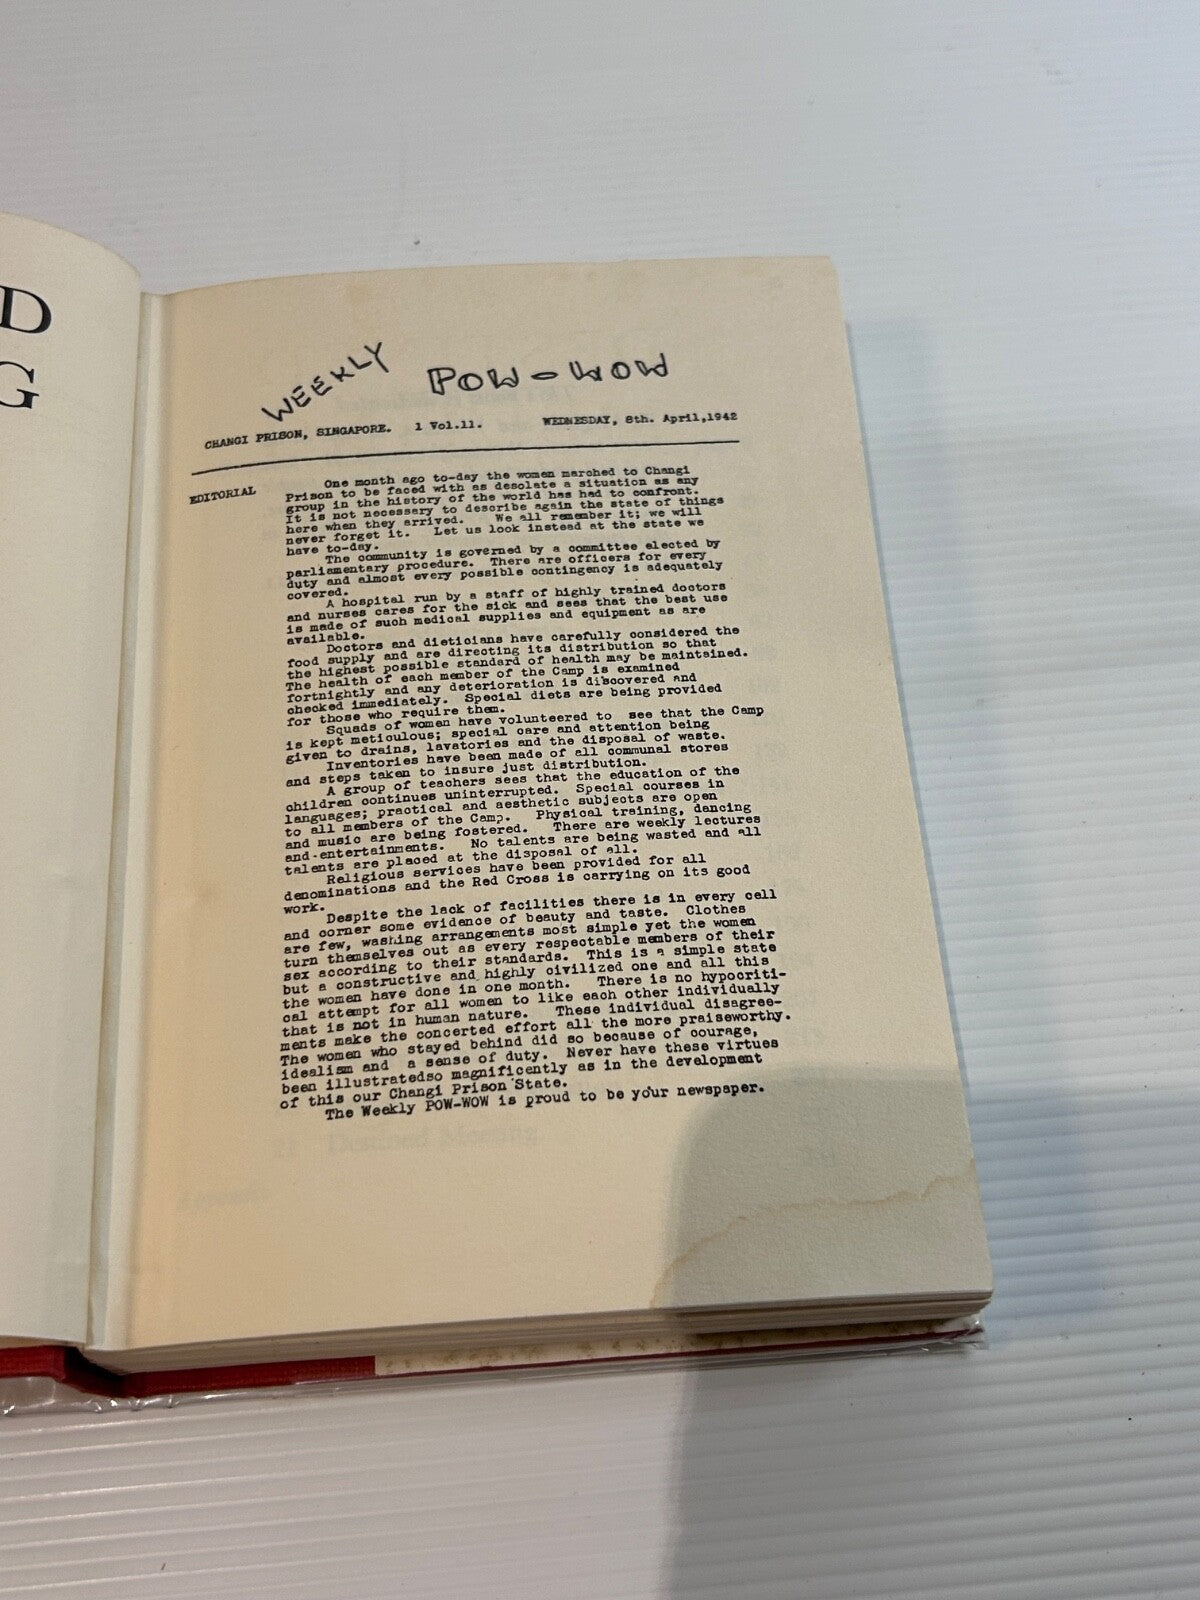 D
G
WEEKLY POW-WOW
CHANGI PRISON, SINGAPORE. 1 Vol.11. WEDNESDAY, 8th. April,1942
EDITORIAL
One month ago to-day the women marched to Changi
Prison to be faced with as desolate a situation as any
group in the history of the world has had to confront.
It is not necessary to describe again the state of things
here when they arrived. We all remember it; we will
never forget it. Let us look instead at the state we
have to-day.
The community is governed by a committee elected by
parliamentary procedure. There are officers for every
duty and almost every possible contingency is adequately
covered.
A hospital run by a staff of highly trained doctors
and nurses cares for the sick and sees that the best use
is made of such medical supplies and equipment as are
available.
Doctors and dieticians have carefully considered the
food supply and are directing its distribution so that
the highest possible standard of health may be maintained.
The health of each member of the Camp is examined
fortnightly and any deterioration is discovered and
checked immediately. Special diets are being provided
for those who require them.
Squads of women have volunteered to see that the Camp
is kept meticulous; special care and attention being
given to drains, lavatories and the disposal of waste.
Inventories have been made of all communal stores
and steps taken to insure just distribution.
A group of teachers sees that the education of the
children continues uninterrupted. Special courses in
languages; practical and aesthetic subjects are open
to all members of the Camp. Physical training, dancing
and music are being fostered. There are weekly lectures
and-entertainments. No talents are being wasted and all
talents are placed at the disposal of all.
Religious services have been provided for all
denominations and the Red Cross is carrying on its good
work.
Despite the lack of facilities there is in every cell
and corner some evidence of beauty and taste. Clothes
are few, washing arrangements most simple yet the women
turn themselves out as every respectable members of their
sex according to their standards. This is a simple state
but a constructive and highly civilized one and all this
the women have done in one month. There is no hypocriti-
cal attempt for all women to like each other individually
that is not in human nature. These individual disagree-
ments make the concerted effort all the more praiseworthy.
The women who stayed behind did so because of courage,
idealism and a sense of duty. Never have these virtues
been illustratedso magnificently as in the development
of this our Changi Prison State.
The Weekly POW-WOW is proud to be your newspaper.